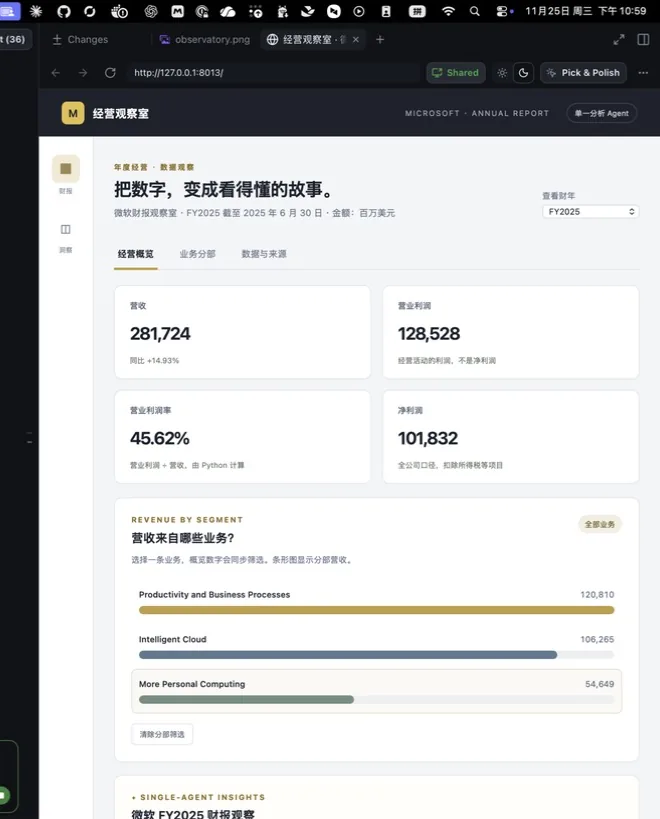 11月25日 周三 下午 10:59
t (36)
Changes
observatory.png
经营观察室 ·
http://127.0.0.1:8013/
Shared
Pick & Polish
M 经营观察室
MICROSOFT · ANNUAL REPORT
单一分析 Agent
财报
洞察
年度经营 · 数据观察
把数字，变成看得懂的故事。
微软财报观察室 · FY2025 截至 2025 年 6 月 30 日 · 金额：百万美元
查看财年
FY2025
经营概览
业务分部
数据与来源
营收
281,724
同比 +14.93%
营业利润
128,528
经营活动的利润，不是净利润
营业利润率
45.62%
营业利润 ÷ 营收，由 Python 计算
净利润
101,832
全公司口径，扣除所得税等项目
REVENUE BY SEGMENT
营收来自哪些业务？
全部业务
选择一条业务，概览数字会同步筛选。条形图显示分部营收。
Productivity and Business Processes 120,810
Intelligent Cloud 106,265
More Personal Computing 54,649
清除分部筛选
✦ SINGLE-AGENT INSIGHTS
微软 FY2025 财报观察